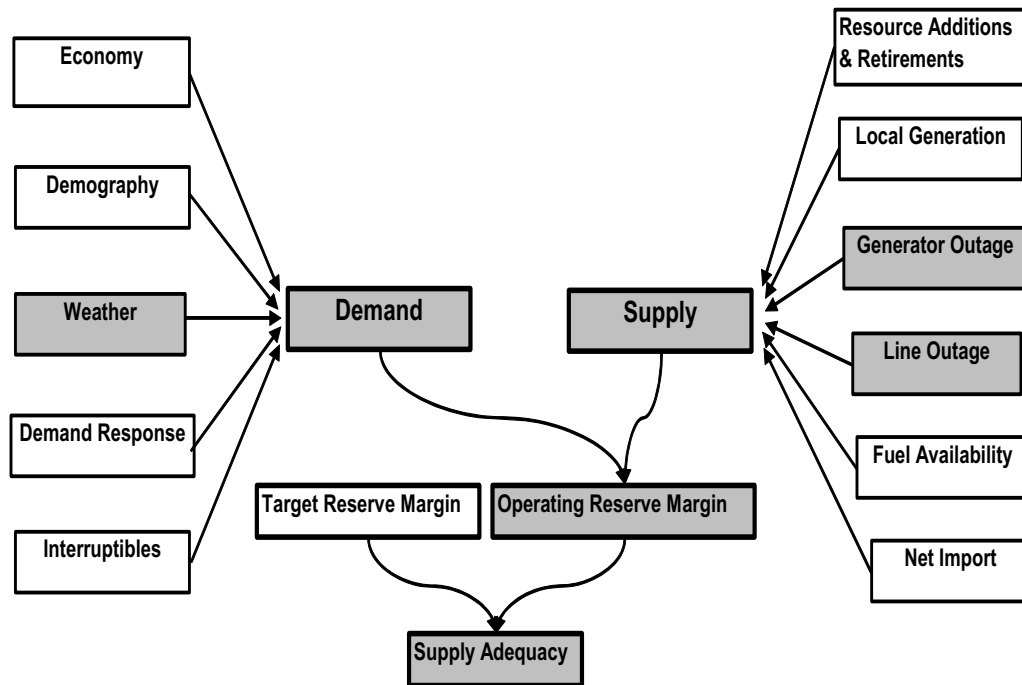 Economy
Demography
Weather
Demand Response
Interruptibles
Demand
Supply
Resource Additions
& Retirements
Local Generation
Generator Outage
Line Outage
Fuel Availability
Net Import
Target Reserve Margin
Operating Reserve Margin
Supply Adequacy